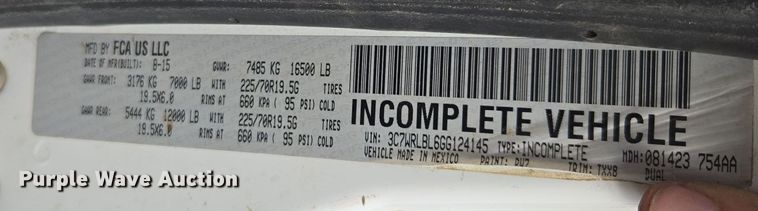 MFD BY FCA US LLC
DATE OF MFR(BUILT): 8-15 GVWR: 7485 KG 16500 LB
GAWR FRONT: 3176 KG 7000 LB WITH 225/70R19.5G TIRES
19.5X6.0 RIMS AT 660 KPA ( 95 PSI) COLD
GAWR REAR: 5444 KG 12000 LB WITH 225/70R19.5G TIRES
19.5X6.0 RIMS AT 660 KPA ( 95 PSI) COLD
INCOMPLETE VEHICLE
VIN: 3C7WRLBL6GG124145 TYPE:INCOMPLETE
VEHICLE MADE IN MEXICO PAINT: PW7 TRIM: TXX8
MDH:081423 754AA
DUAL
Purple Wave Auction